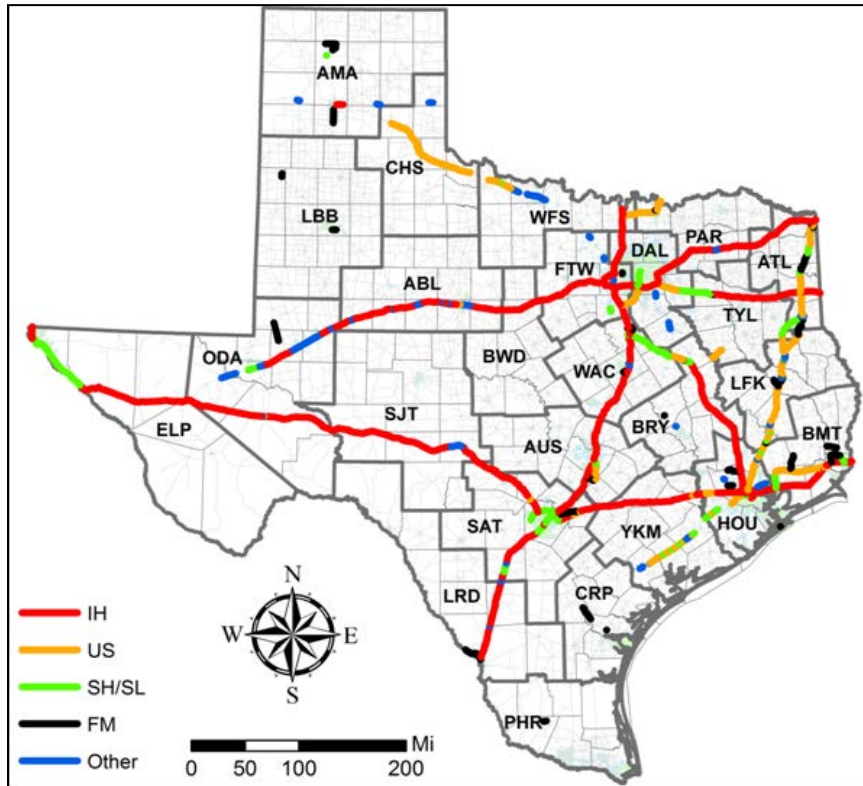 AMA
CHS
LBB
WFS
PAR
DAL
ATL
FTW
ABL
TYL
ODA
BWD
WAC
LFK
SJT
ELP
BRY
BMT
AUS
SAT
YKM
HOU
LRD
CRP
PHR
IH
US
SH/SL
FM
Other
N
W E
S
Mi
0 50 100 200